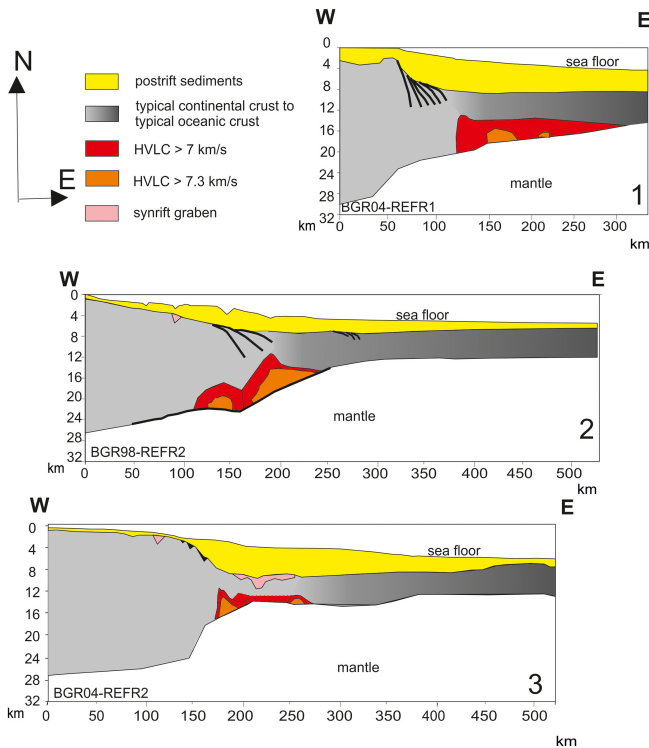 N
E
postrift sediments
typical continental crust to
typical oceanic crust
HVLC > 7 km/s
HVLC > 7.3 km/s
synrift graben
W
E
0
4
8
12
16
20
24
28
32
km
sea floor
mantle
BGR04-REFR1
1
0
50
100
150
200
250
300
km
W
E
0
4
8
12
16
20
24
28
32
km
sea floor
mantle
BGR98-REFR2
2
0
50
100
150
200
250
300
350
400
450
500
km
W
E
0
4
8
12
16
20
24
28
32
km
sea floor
mantle
BGR04-REFR2
3
0
50
100
150
200
250
300
350
400
450
500
km